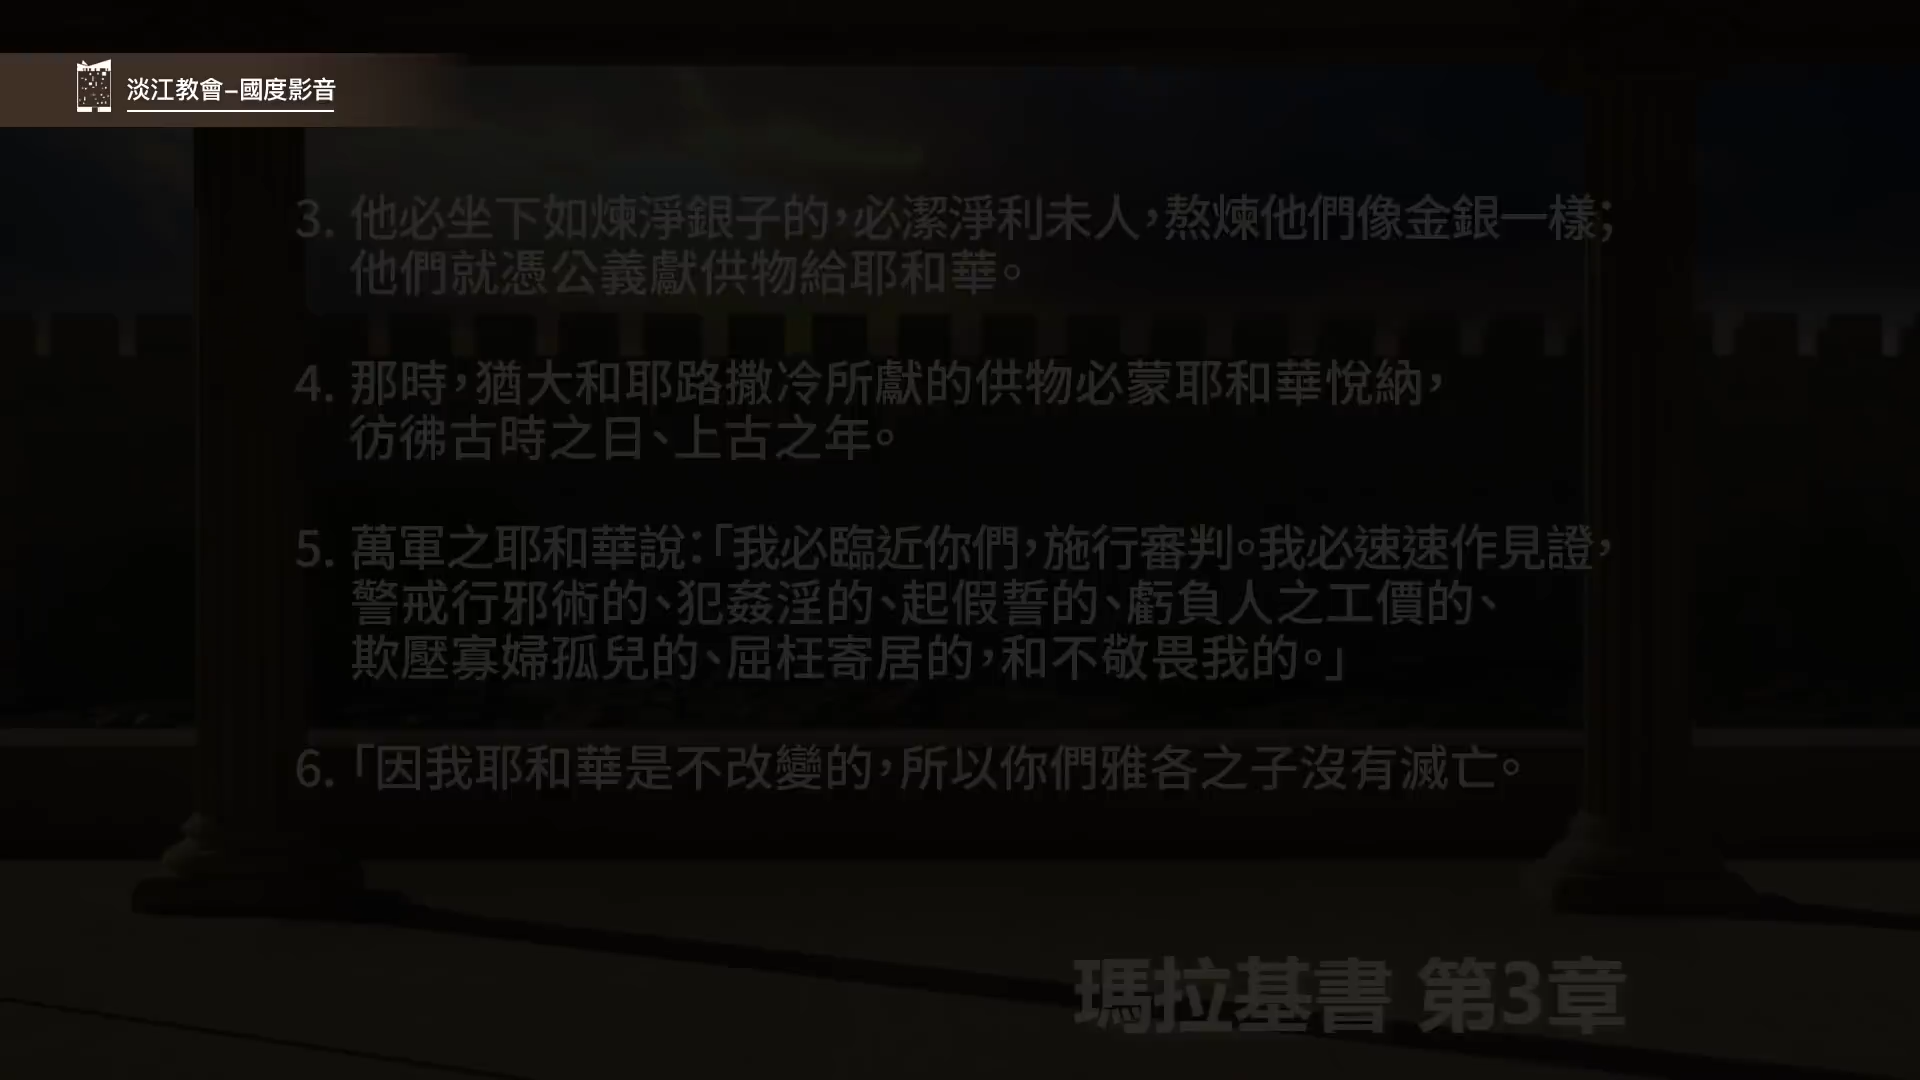 淡江教會–國度影音
3. 他必坐下如煉淨銀子的，必潔淨利未人，熬煉他們像金銀一樣；
他們就憑公義獻供物給耶和華。
4. 那時，猶大和耶路撒冷所獻的供物必蒙耶和華悅納，
彷彿古時之日、上古之年。
5. 萬軍之耶和華說：「我必臨近你們，施行審判。我必速速作見證，
警戒行邪術的、犯姦淫的、起假誓的、虧負人之工價的、
欺壓寡婦孤兒的、屈枉寄居的，和不敬畏我的。」
6. 「因我耶和華是不改變的，所以你們雅各之子沒有滅亡。
瑪拉基書 第3章